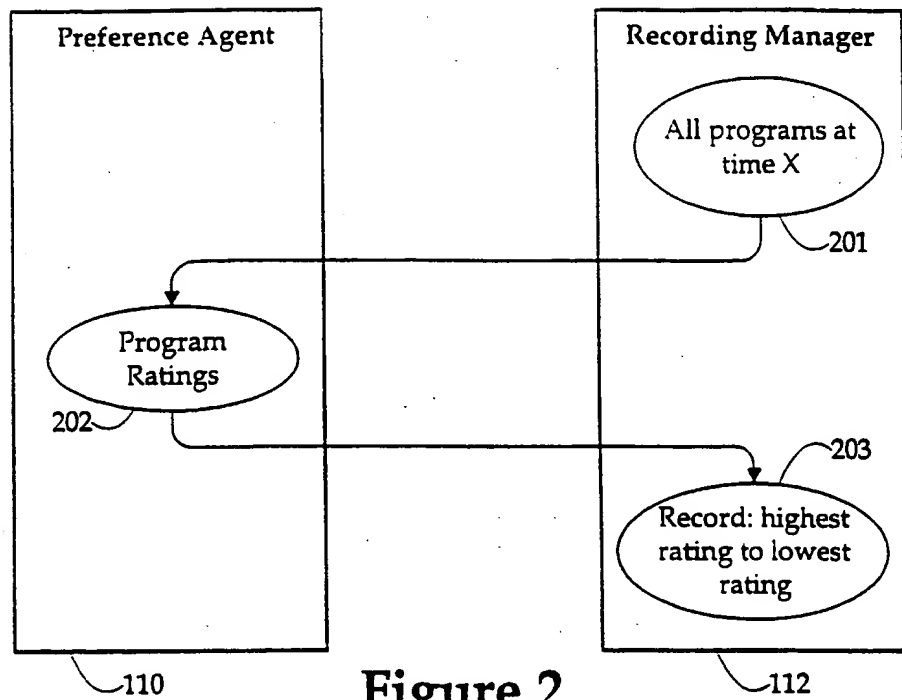 Preference Agent
Recording Manager
All programs at
time X
201
Program
Ratings
202
203
Record: highest
rating to lowest
rating
110
112
Figure 2